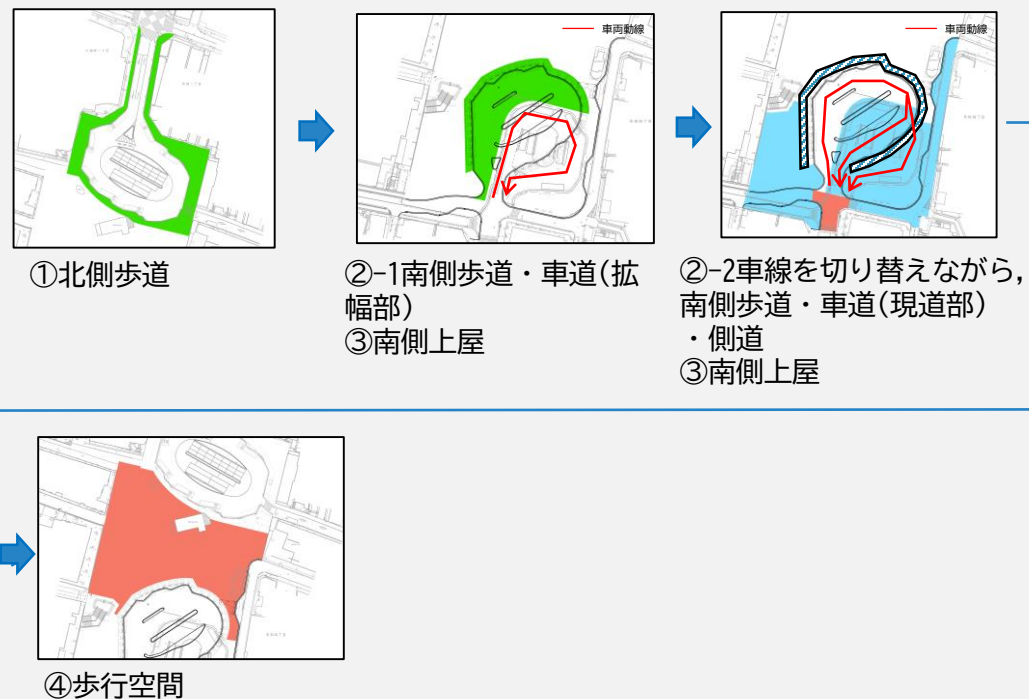 車両動線
車両動線
①北側歩道
②-1南側歩道・車道(拡
幅部)
③南側上屋
②-2車線を切り替えながら，
南側歩道・車道(現道部)
・側道
③南側上屋
④歩行空間